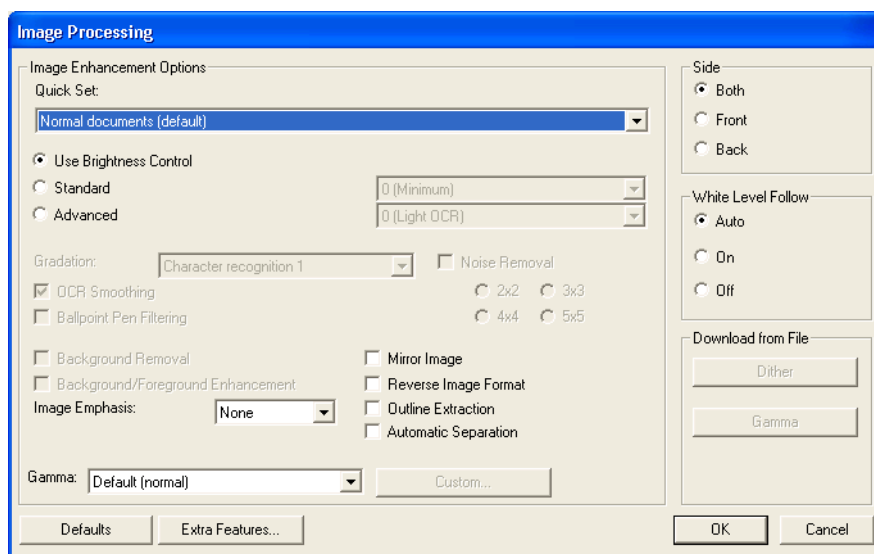 Image Processing
Image Enhancement Options
Quick Set:
Normal documents (default)
Use Brightness Control
Standard
0 (Minimum)
Advanced
0 (Light OCR)
Gradation:
Character recognition 1
Noise Removal
OCR Smoothing
2x2
3x3
Ballpoint Pen Filtering
4x4
5x5
Background Removal
Mirror Image
Background/Foreground Enhancement
Reverse Image Format
Image Emphasis:
None
Outline Extraction
Automatic Separation
Gamma:
Default (normal)
Custom...
Side
Both
Front
Back
White Level Follow
Auto
On
Off
Download from File
Dither
Gamma
Defaults
Extra Features...
OK
Cancel